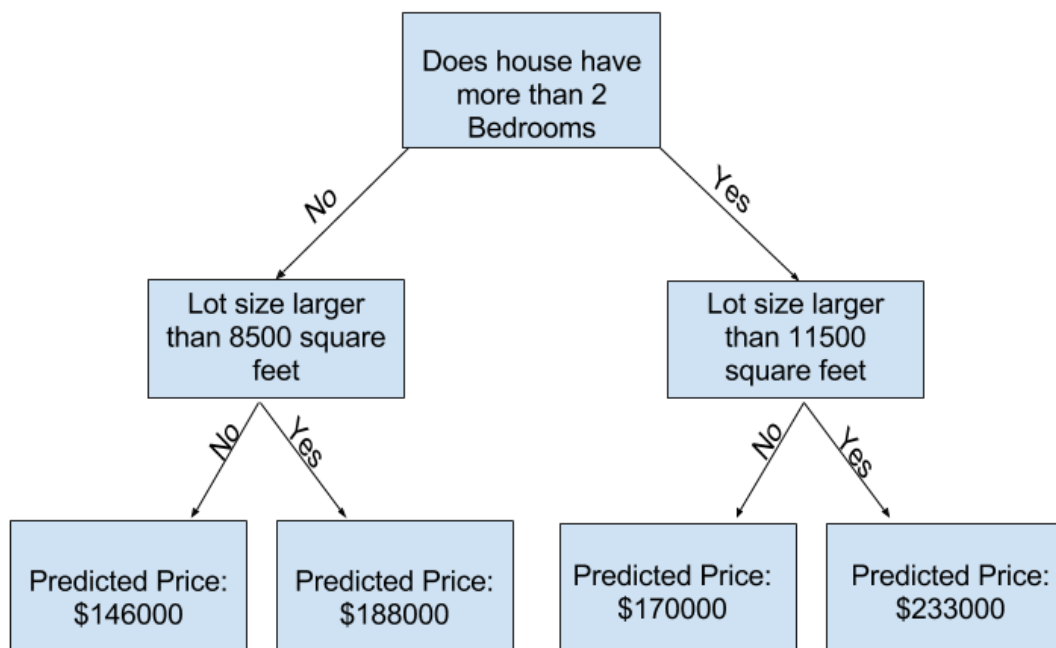 Does house have
more than 2
Bedrooms
No
Yes
Lot size larger
than 8500 square
feet
Lot size larger
than 11500
square feet
No
Yes
No
Yes
Predicted Price:
$146000
Predicted Price:
$188000
Predicted Price:
$170000
Predicted Price:
$233000